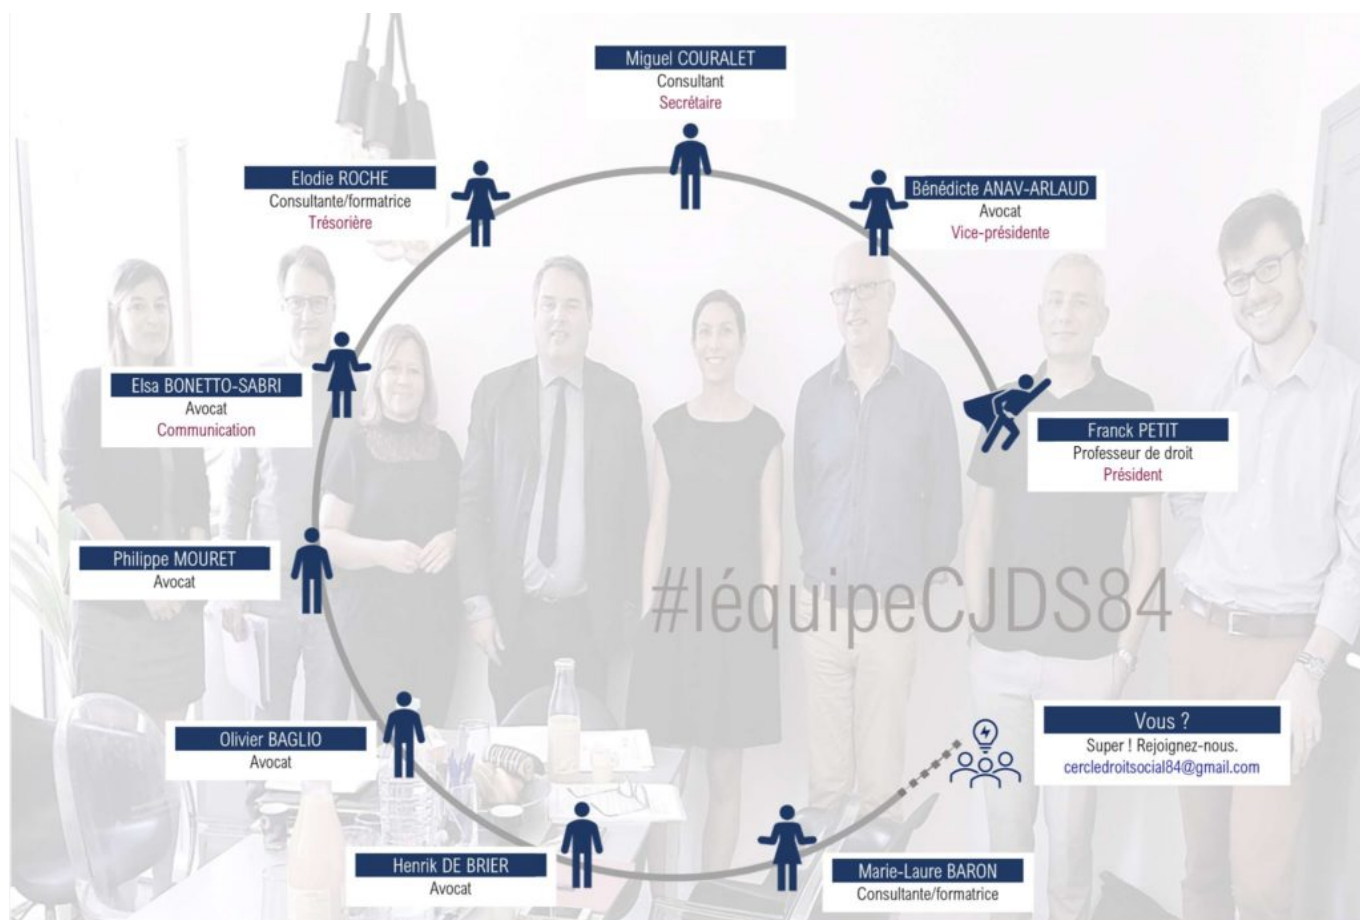 Miguel COURALET
Consultant
Secrétaire
Elodie ROCHE
Consultante/formatrice
Trésorière
Bénédicte ANAV-ARLAUD
Avocat
Vice-présidente
Elsa BONETTO-SABRI
Avocat
Communication
Franck PETIT
Professeur de droit
Président
Philippe MOURET
Avocat
#léquipeCJDS84
Olivier BAGLIO
Avocat
Vous ?
Super ! Rejoignez-nous.
cercledroitsocial84@gmail.com
Henrik DE BRIER
Avocat
Marie-Laure BARON
Consultante/formatrice